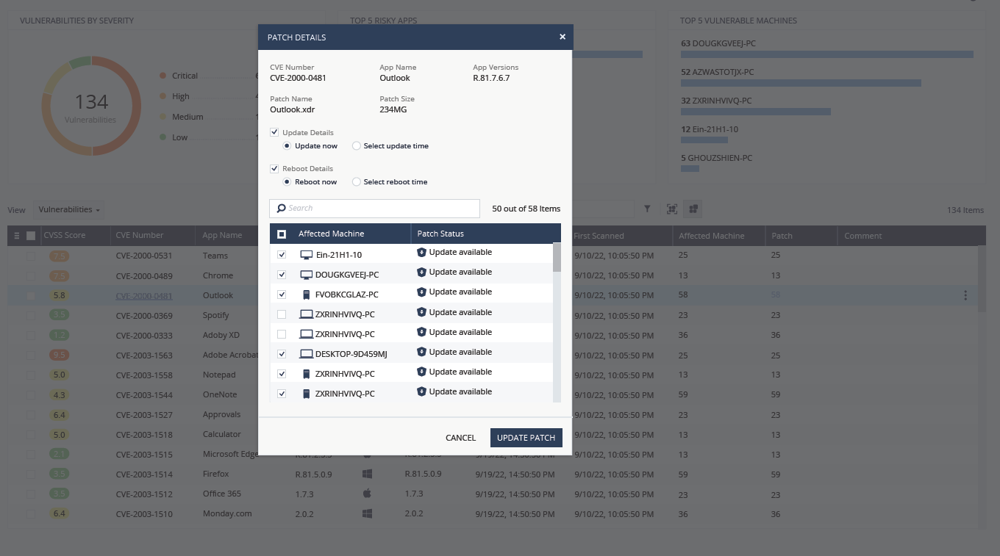 VULNERABILITIES BY SEVERITY
TOP 5 RISKY APPS
TOP 5 VULNERABLE MACHINES
134
Vulnerabilities
Critical
High
Medium
Low
63 DOUGKGVEEJ-PC
52 AZWASTOTJX-PC
32 ZXRINHVIVQ-PC
12 Ein-21H1-10
5 GHOUZSHIEN-PC
PATCH DETAILS
CVE Number App Name App Versions
CVE-2000-0481 Outlook R.81.7.6.7
Patch Name Patch Size
Outlook.xdr 234MG
Update Details
Update now Select update time
Reboot Details
Reboot now Select reboot time
Search 50 out of 58 Items
Affected Machine Patch Status
Ein-21H1-10 Update available
DOUGKGVEEJ-PC Update available
FVOBKCGLAZ-PC Update available
ZXRINHVIVQ-PC Update available
ZXRINHVIVQ-PC Update available
DESKTOP-9D459MJ Update available
ZXRINHVIVQ-PC Update available
ZXRINHVIVQ-PC Update available
CANCEL UPDATE PATCH
View Vulnerabilities 134 Items
CVSS Score CVE Number App Name First Scanned Affected Machine Patch Comment
7.5 CVE-2000-0531 Teams 9/10/22, 10:05:50 PM 25 25
7.5 CVE-2000-0489 Chrome 9/10/22, 10:05:50 PM 13 13
5.8 CVE-2000-0481 Outlook 9/10/22, 10:05:50 PM 58 58
3.5 CVE-2000-0369 Spotify 9/10/22, 10:05:50 PM 23 23
1.2 CVE-2000-0333 Adoby XD 9/10/22, 10:05:50 PM 36 36
9.5 CVE-2003-1563 Adobe Acrobat 9/10/22, 10:05:50 PM 25 25
5.0 CVE-2003-1558 Notepad 9/10/22, 10:05:50 PM 13 13
4.3 CVE-2003-1544 OneNote 9/10/22, 10:05:50 PM 59 59
6.4 CVE-2003-1527 Approvals 9/10/22, 10:05:50 PM 23 23
5.0 CVE-2003-1518 Calculator 9/10/22, 10:05:50 PM 13 13
2.1 CVE-2003-1515 Microsoft Edge 9/19/22, 14:50:50 PM 9/10/22, 10:05:50 PM 13 13
3.5 CVE-2003-1514 Firefox R.81.5.0.9 R.81.5.0.9 9/19/22, 14:50:50 PM 9/10/22, 10:05:50 PM 59 59
3.5 CVE-2003-1512 Office 365 1.7.3 1.7.3 9/19/22, 14:50:50 PM 9/10/22, 10:05:50 PM 23 23
6.4 CVE-2003-1510 Monday.com 2.0.2 2.0.2 9/19/22, 14:50:50 PM 9/10/22, 10:05:50 PM 36 36